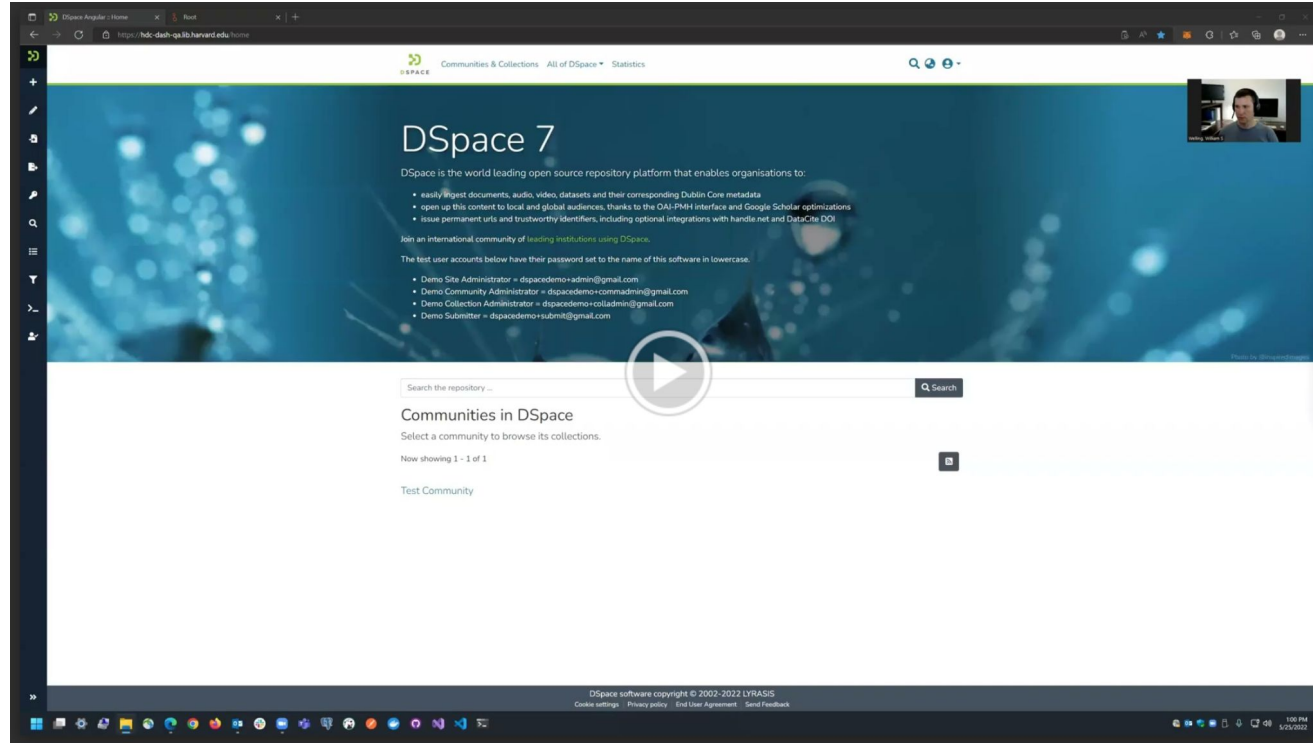 DSpace Angular :: Home
Root
https://hdc-dash-qa.lib.harvard.edu/home
DSPACE
Communities & Collections All of DSpace Statistics
DSpace 7
DSpace is the world leading open source repository platform that enables organisations to:
• easily ingest documents, audio, video, datasets and their corresponding Dublin Core metadata
• open up this content to local and global audiences, thanks to the OAI-PMH interface and Google Scholar optimizations
• issue permanent urls and trustworthy identifiers, including optional integrations with handle.net and DataCite DOI
Join an international community of leading institutions using DSpace.
The test user accounts below have their password set to the name of this software in lowercase.
• Demo Site Administrator = dspacedemo+admin@gmail.com
• Demo Community Administrator = dspacedemo+commadmin@gmail.com
• Demo Collection Administrator = dspacedemo+colladmin@gmail.com
• Demo Submitter = dspacedemo+submit@gmail.com
Photo by
Search the repository ...
Search
Communities in DSpace
Select a community to browse its collections.
Now showing 1 - 1 of 1
Test Community
DSpace software copyright © 2002-2022 LYRASIS
Cookie settings Privacy policy End User Agreement Send Feedback
1:00 PM
5/25/2022